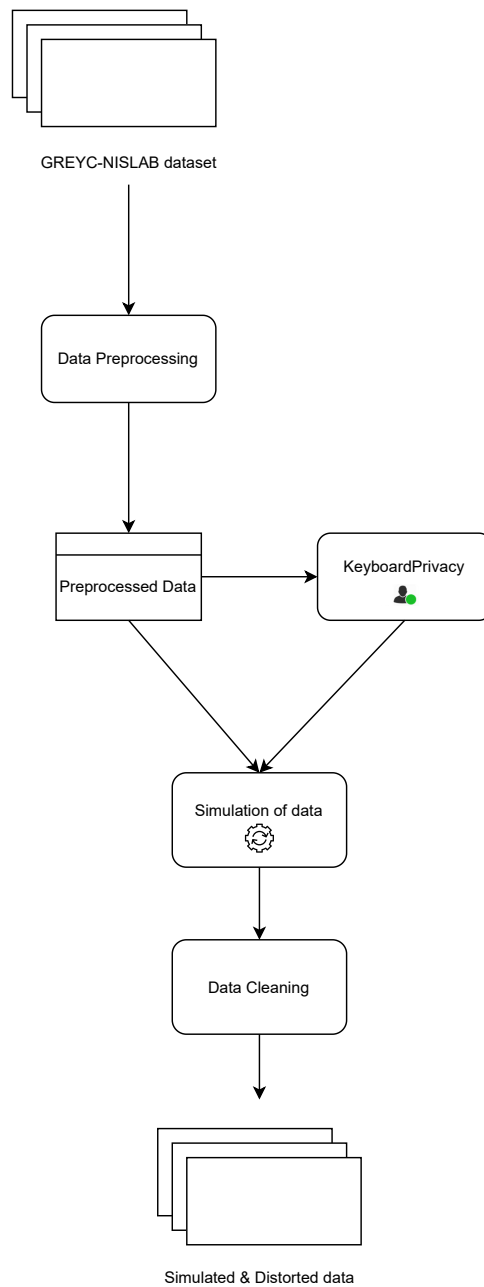 GREYC-NISLAB dataset
Data Preprocessing
Preprocessed Data
KeyboardPrivacy
Simulation of data
Data Cleaning
Simulated & Distorted data